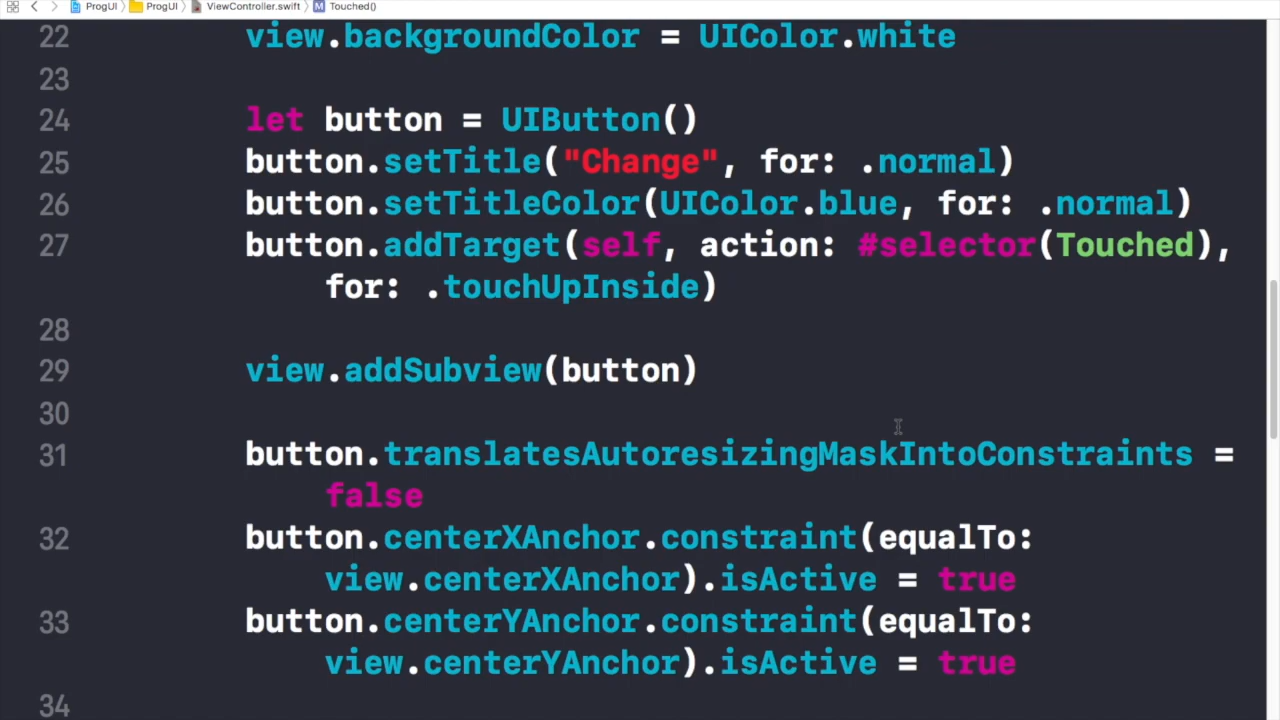 ProgUI ProgUI ViewController.swift M Touched()
22 view.backgroundColor = UIColor.white
23
24 let button = UIButton()
25 button.setTitle("Change", for: .normal)
26 button.setTitleColor(UIColor.blue, for: .normal)
27 button.addTarget(self, action: #selector(Touched),
for: .touchUpInside)
28
29 view.addSubview(button)
30
31 button.translatesAutoresizingMaskIntoConstraints =
false
32 button.centerXAnchor.constraint(equalTo:
view.centerXAnchor).isActive = true
33 button.centerYAnchor.constraint(equalTo:
view.centerYAnchor).isActive = true
34